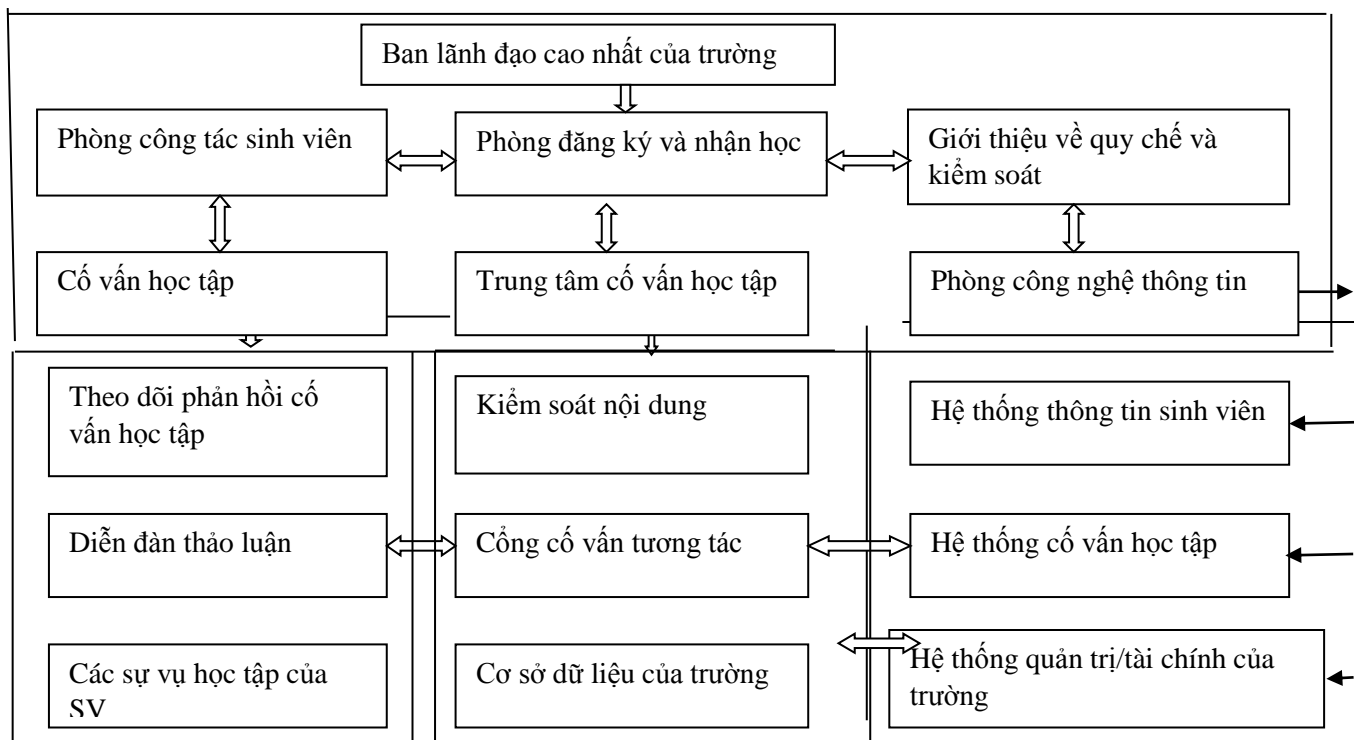 Ban lãnh đạo cao nhất của trường
Phòng công tác sinh viên
Phòng đăng ký và nhận học
Giới thiệu về quy chế và
kiểm soát
Cố vấn học tập
Trung tâm cố vấn học tập
Phòng công nghệ thông tin
Theo dõi phản hồi cố
vấn học tập
Kiểm soát nội dung
Hệ thống thông tin sinh viên
Diễn đàn thảo luận
Cổng cố vấn tương tác
Hệ thống cố vấn học tập
Các sự vụ học tập của
SV
Cơ sở dữ liệu của trường
Hệ thống quản trị/tài chính của
trường